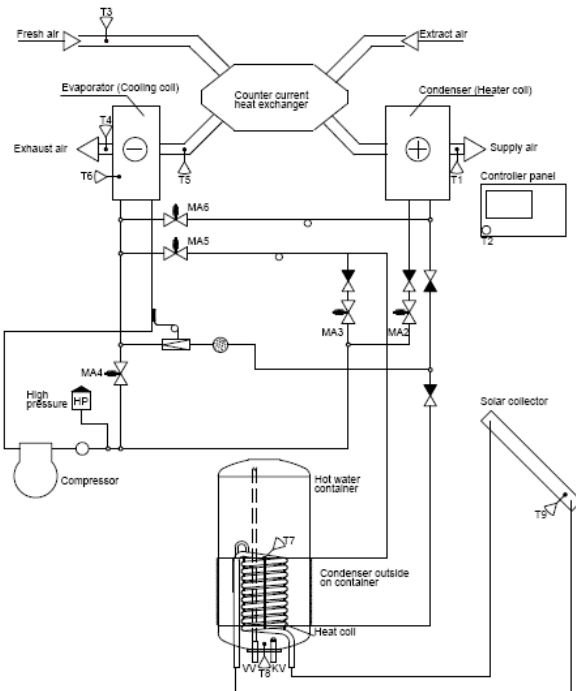 T3
Fresh air
Extract air
Counter current
heat exchanger
Evaporator (Cooling coil)
Condenser (Heater coil)
T4
Exhaust air
Supply air
T6
T5
T1
Controller panel
T2
MA6
MA5
MA3
MA2
MA4
High
pressure
HP
Compressor
Solar collector
T9
Hot water
container
T7
Condenser outside
on container
Heat coil
VV
KV
T8